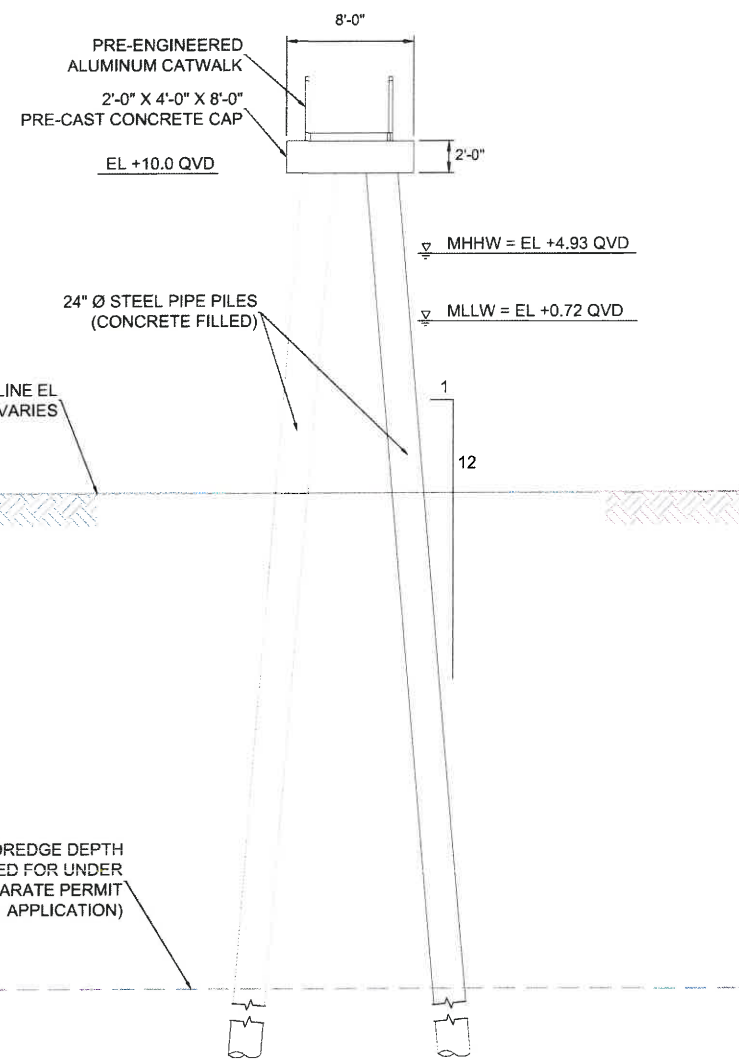 8'-0"
PRE-ENGINEERED
ALUMINUM CATWALK
2'-0" X 4'-0" X 8'-0"
PRE-CAST CONCRETE CAP
EL +10.0 QVD
2'-0"
MHHW = EL +4.93 QVD
24" Ø STEEL PIPE PILES
(CONCRETE FILLED)
MLLW = EL +0.72 QVD
LINE EL
VARIES
1
12
DREDGE DEPTH
FOR UNDER
PERMIT
APPLICATION)